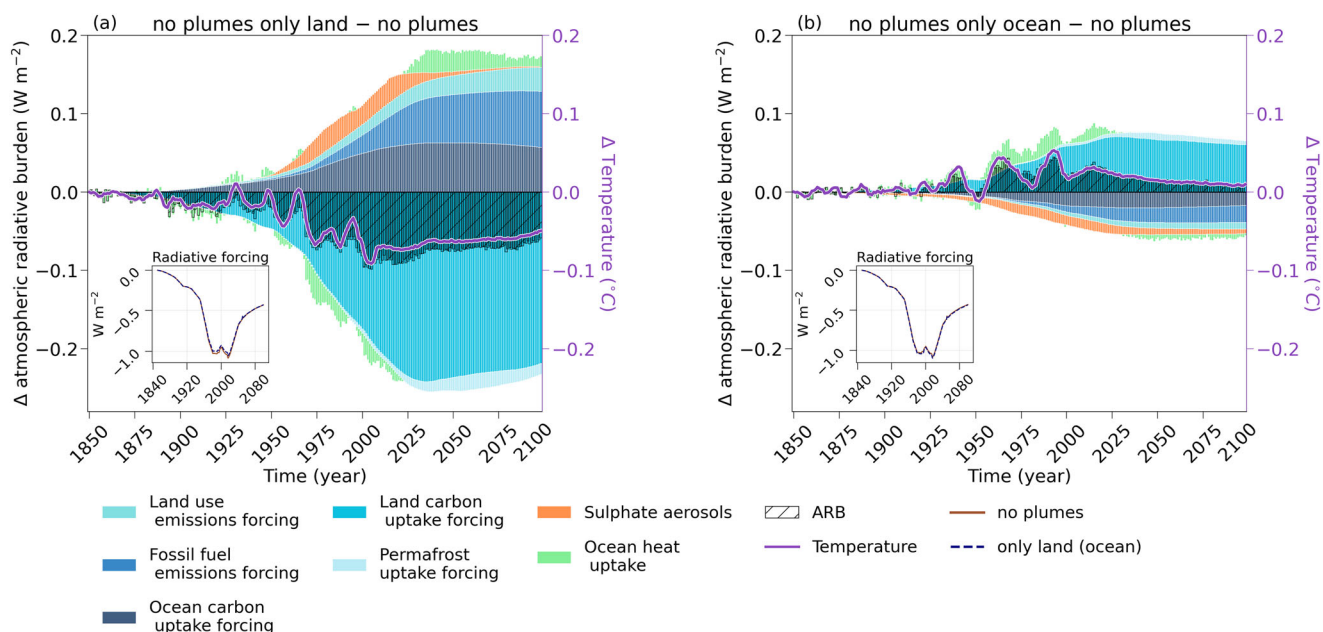 (a) no plumes only land − no plumes
Δ atmospheric radiative burden (W m⁻²)
0.2
0.1
0.0
−0.1
−0.2
0.2
0.1
0.0
−0.1
−0.2
Δ Temperature (°C)
Radiative forcing
W m⁻²
0.0
−0.5
−1.0
1840
1920
2000
2080
1850
1875
1900
1925
1950
1975
2000
2025
2050
2075
2100
Time (year)
(b) no plumes only ocean − no plumes
Δ atmospheric radiative burden (W m⁻²)
0.2
0.1
0.0
−0.1
−0.2
0.2
0.1
0.0
−0.1
−0.2
Δ Temperature (°C)
Radiative forcing
W m⁻²
0.0
−0.5
−1.0
1840
1920
2000
2080
1850
1875
1900
1925
1950
1975
2000
2025
2050
2075
2100
Time (year)
Land use
emissions forcing
Fossil fuel
emissions forcing
Ocean carbon
uptake forcing
Land carbon
uptake forcing
Permafrost
uptake forcing
Sulphate aerosols
Ocean heat
uptake
ARB
Temperature
no plumes
only land (ocean)